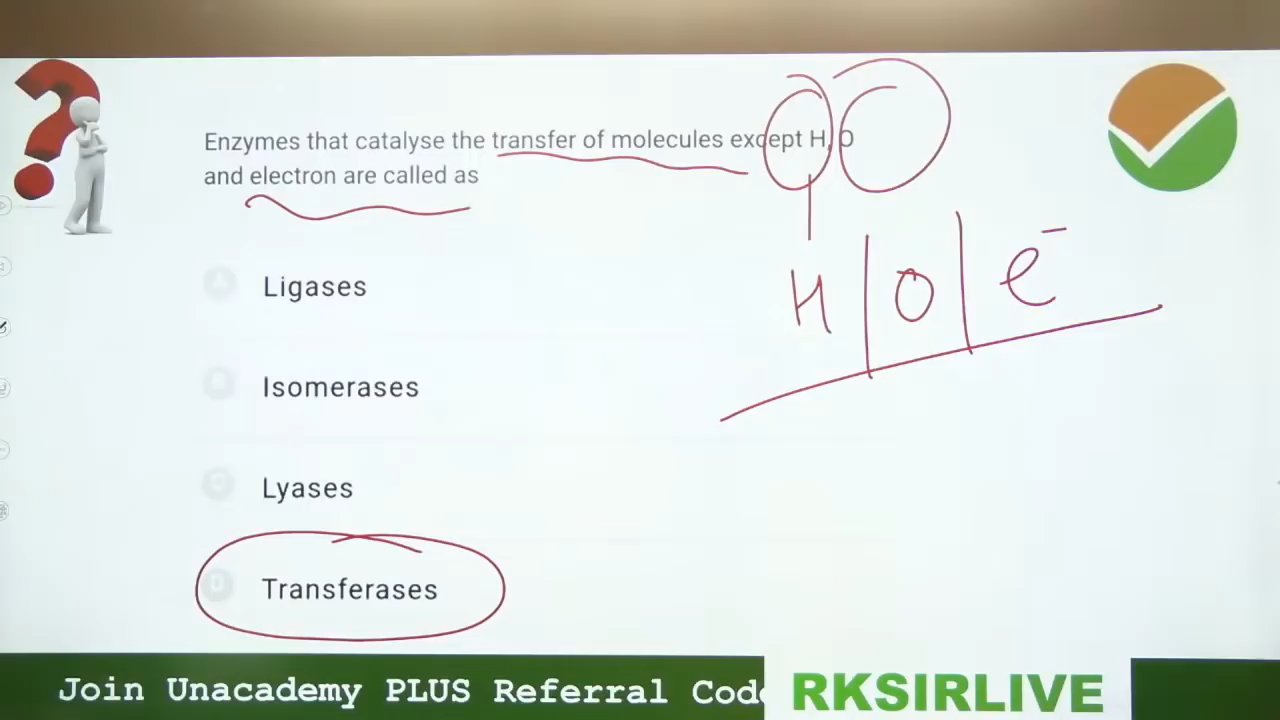 Enzymes that catalyse the transfer of molecules except H, O
and electron are called as
H O e⁻
A Ligases
B Isomerases
C Lyases
D Transferases
Join Unacademy PLUS Referral Code
RKSIRLIVE